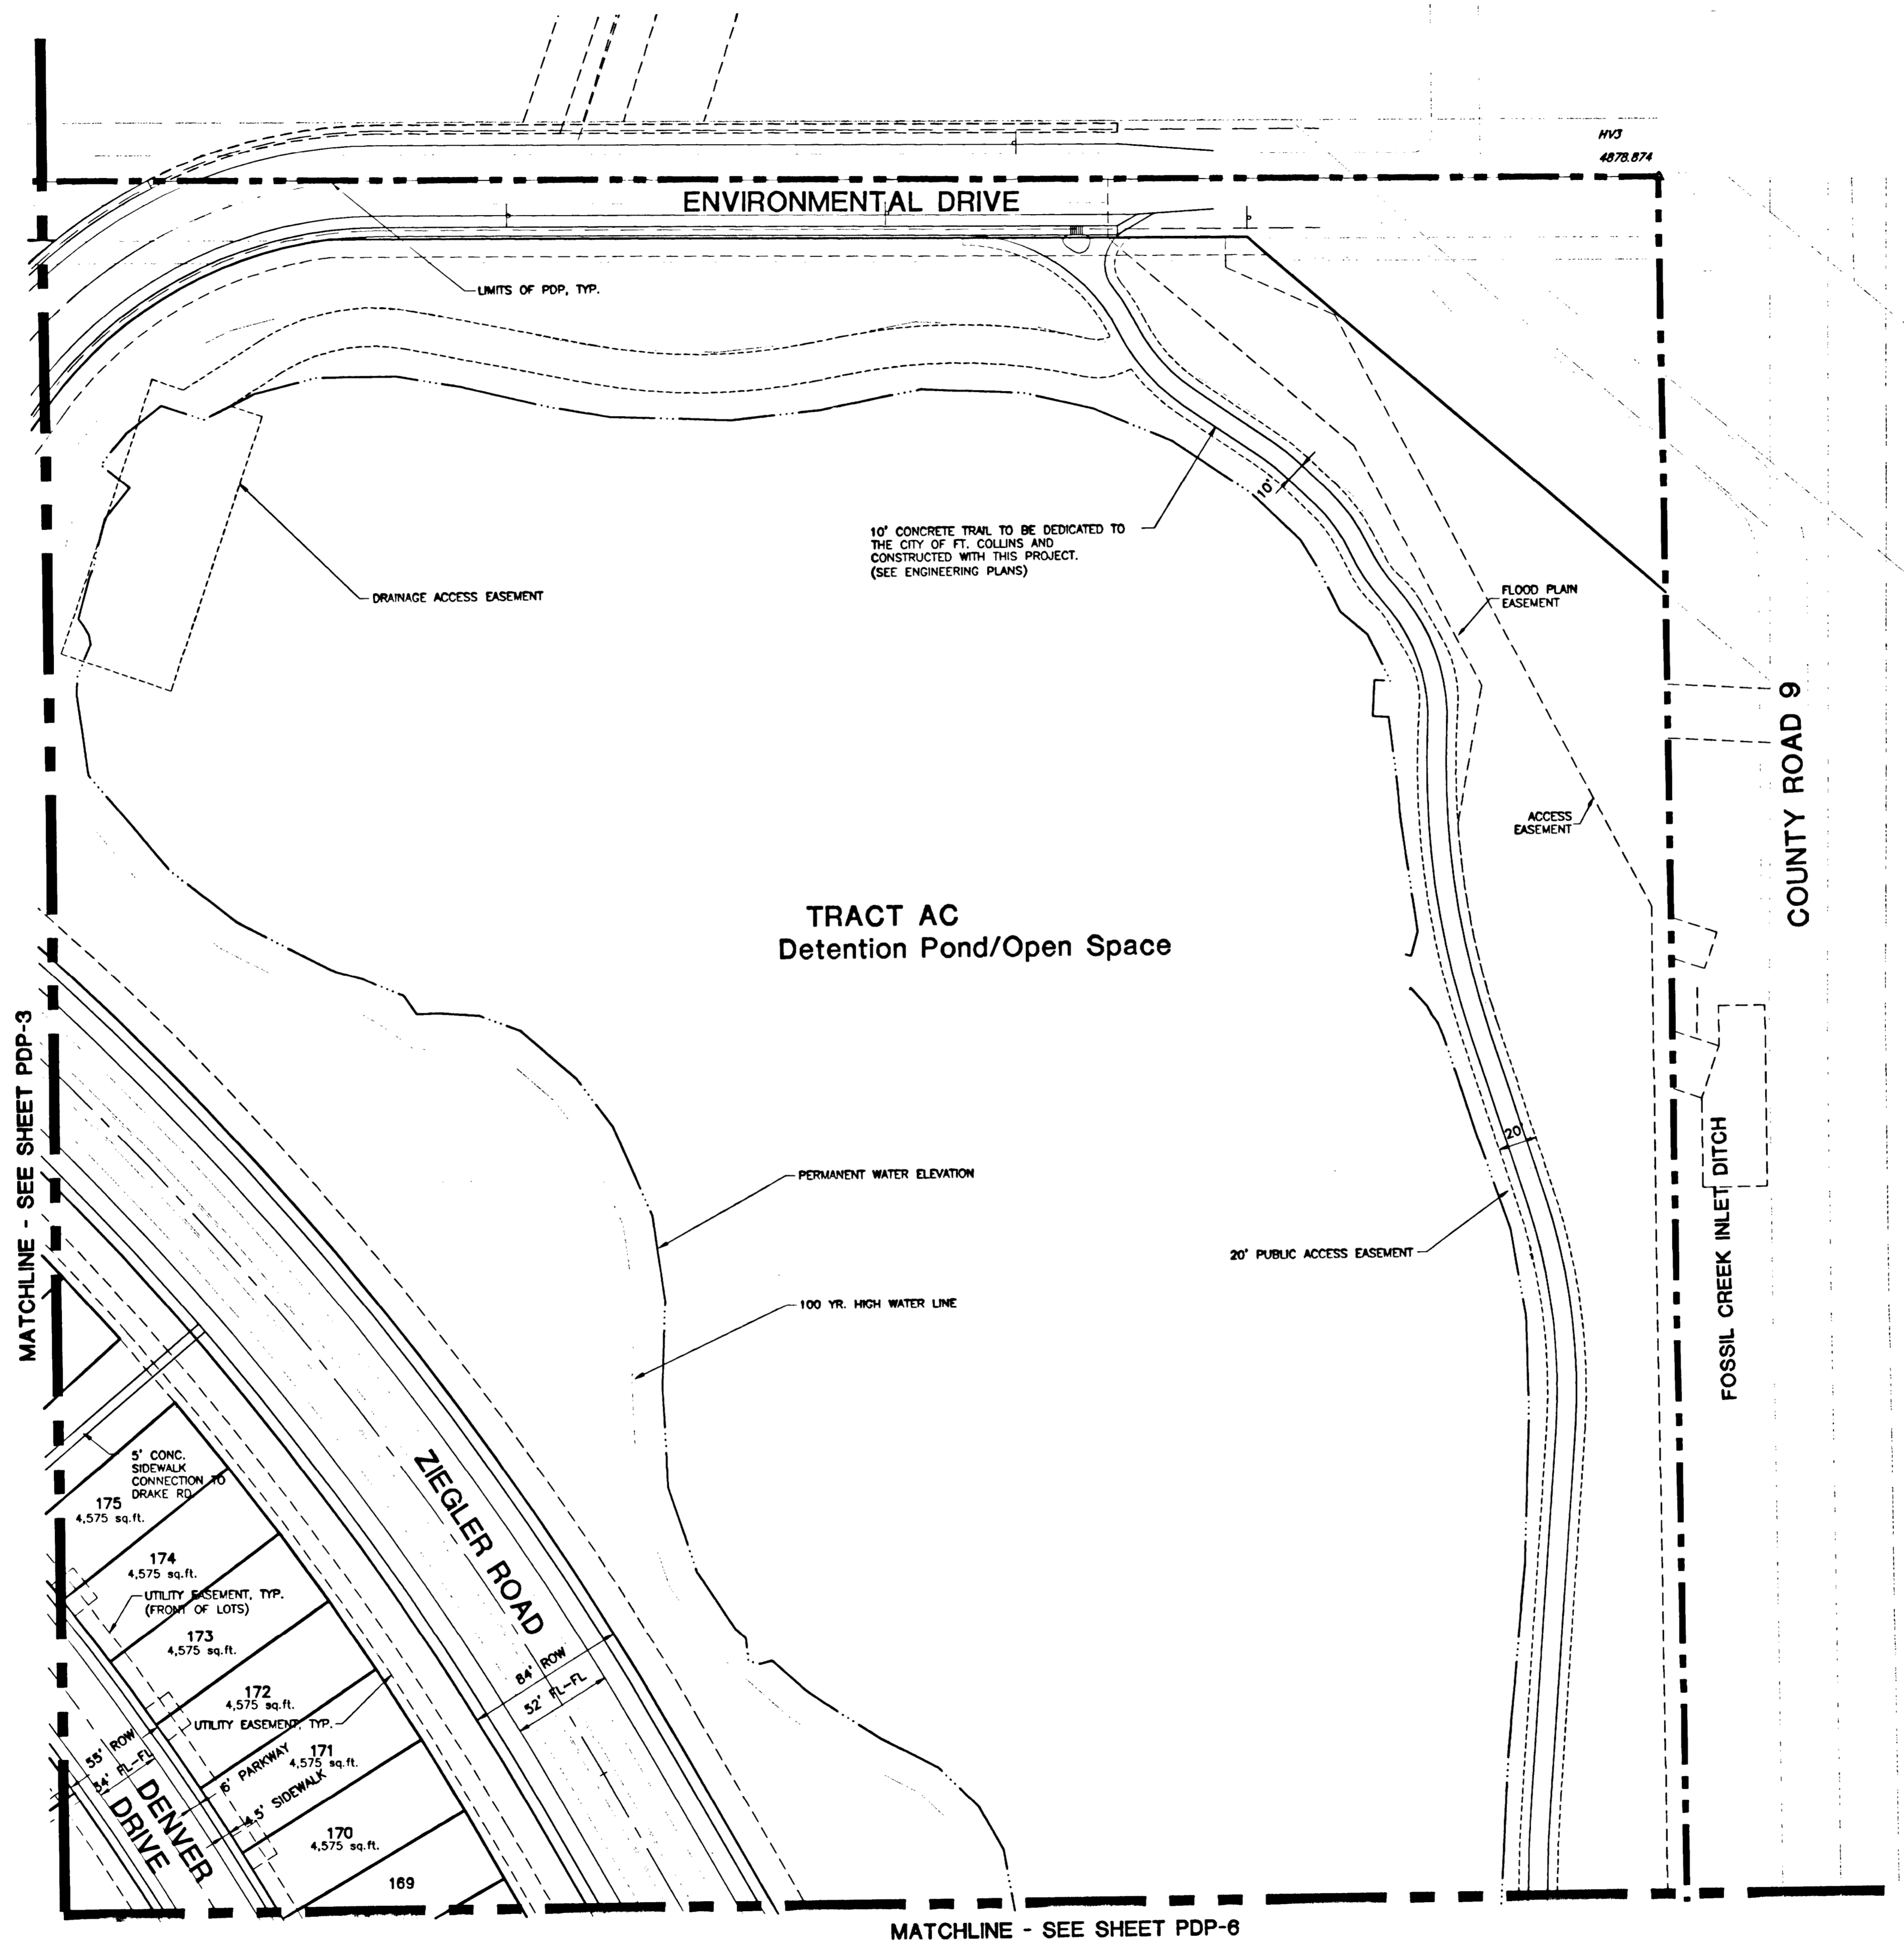 HV3
4878.874
ENVIRONMENTAL DRIVE
LIMITS OF PDP, TYP.
10'
10' CONCRETE TRAIL TO BE DEDICATED TO
THE CITY OF FT. COLLINS AND
CONSTRUCTED WITH THIS PROJECT.
(SEE ENGINEERING PLANS)
DRAINAGE ACCESS EASEMENT
FLOOD PLAIN
EASEMENT
COUNTY ROAD 9
ACCESS
EASEMENT
TRACT AC
Detention Pond/Open Space
MATCHLINE - SEE SHEET PDP-3
20'
FOSSIL CREEK INLET DITCH
PERMANENT WATER ELEVATION
20' PUBLIC ACCESS EASEMENT
100 YR. HIGH WATER LINE
5' CONC.
SIDEWALK
CONNECTION TO
DRAKE RD.
175
4,575 sq.ft.
ZIEGLER ROAD
174
4,575 sq.ft.
UTILITY EASEMENT, TYP.
(FRONT OF LOTS)
173
4,575 sq.ft.
84' ROW
52' FL-FL
172
4,575 sq.ft.
UTILITY EASEMENT, TYP.
55' ROW
34' FL-FL
6' PARKWAY
171
4,575 sq.ft.
4.5' SIDEWALK
DENVER
DRIVE
170
4,575 sq.ft.
169
MATCHLINE - SEE SHEET PDP-6